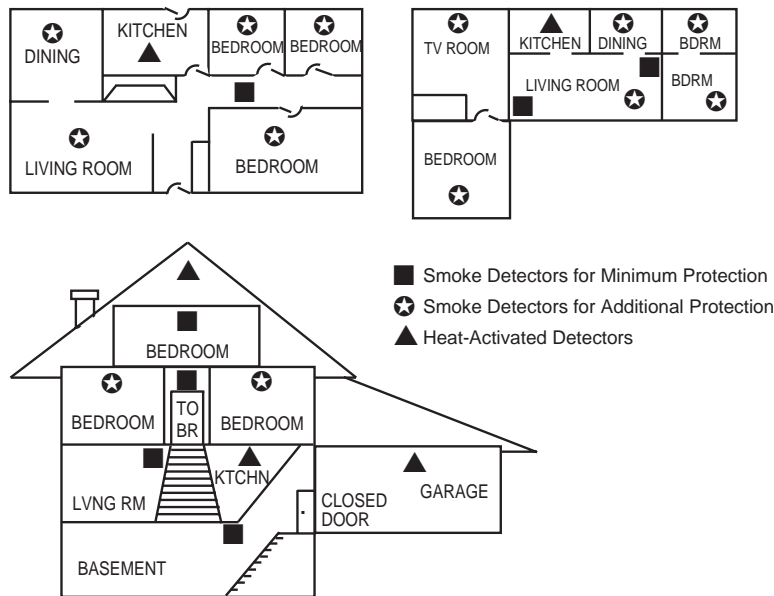 DINING
KITCHEN
BEDROOM
BEDROOM
LIVING ROOM
BEDROOM
TV ROOM
KITCHEN
DINING
BDRM
LIVING ROOM
BDRM
BEDROOM
Smoke Detectors for Minimum Protection
Smoke Detectors for Additional Protection
Heat-Activated Detectors
BEDROOM
BEDROOM
TO
BR
BEDROOM
LVNG RM
KTCHN
CLOSED
DOOR
GARAGE
BASEMENT